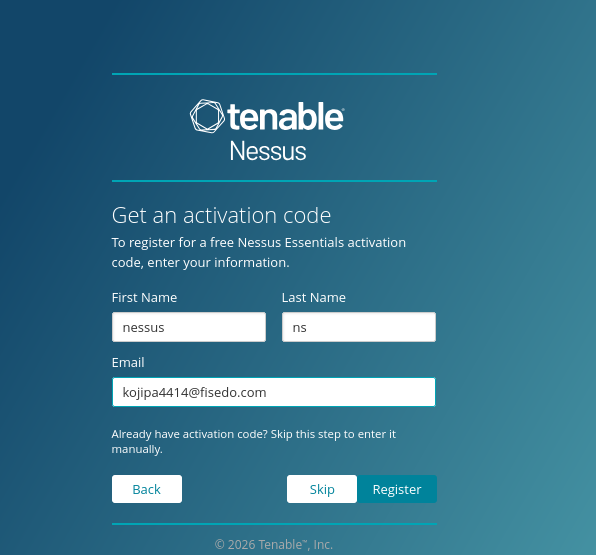 tenable
Nessus
Get an activation code
To register for a free Nessus Essentials activation
code, enter your information.
First Name Last Name
nessus ns
Email
kojipa4414@fisedo.com
Already have activation code? Skip this step to enter it
manually.
Back Skip Register
© 2026 Tenable™, Inc.